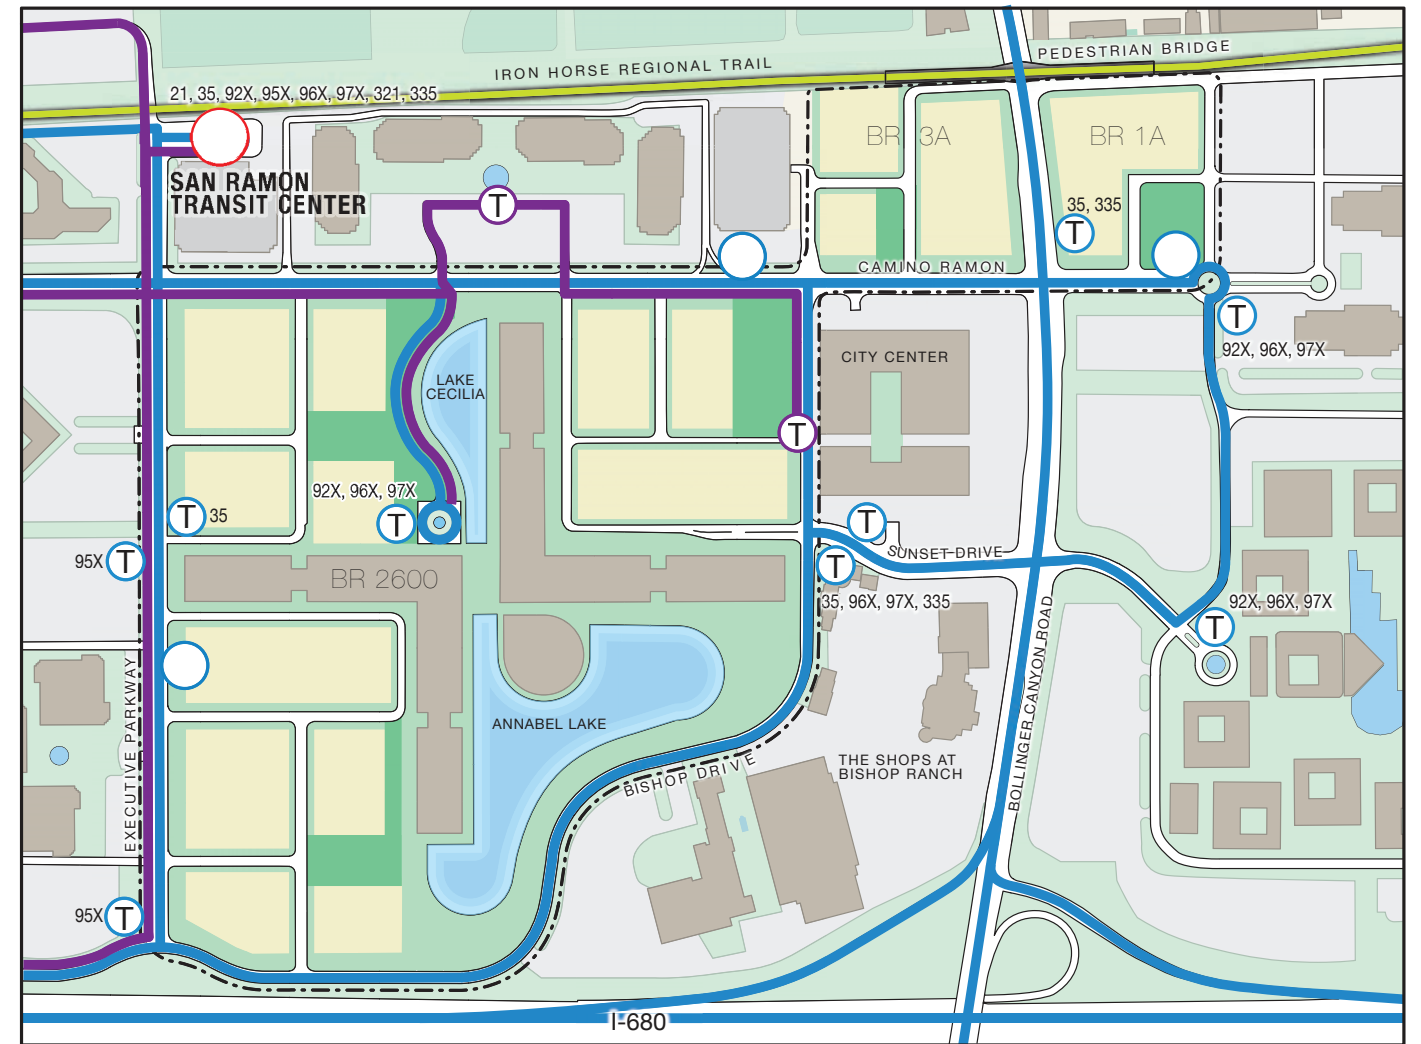 PEDESTRIAN BRIDGE
IRON HORSE REGIONAL TRAIL
21, 35, 92X, 95X, 96X, 97X, 321, 335
BR 3A
BR 1A
SAN RAMON
TRANSIT CENTER
T
35, 335
T
CAMINO RAMON
T
92X, 96X, 97X
CITY CENTER
LAKE
CECILIA
T
92X, 96X, 97X
T
35
T
T
SUNSET DRIVE
95X
T
T
BR 2600
35, 96X, 97X, 335
92X, 96X, 97X
T
EXECUTIVE PARKWAY
BOLLINGER CANYON ROAD
ANNABEL LAKE
BISHOP DRIVE
THE SHOPS AT
BISHOP RANCH
95X
T
I-680